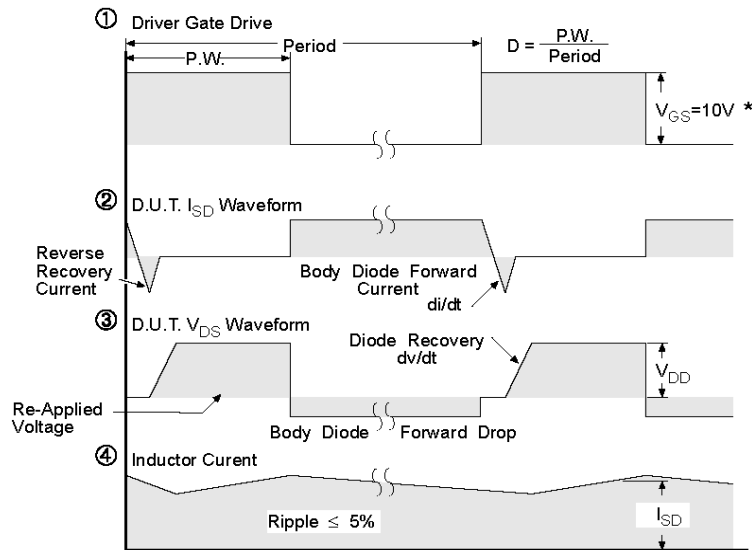 ① Driver Gate Drive
Period
P.W.
D = P.W.
Period
VGS=10V *
② D.U.T. ISD Waveform
Reverse
Recovery
Current
Body Diode Forward
Current
di/dt
③ D.U.T. VDS Waveform
Diode Recovery
dv/dt
VDD
Re-Applied
Voltage
Body Diode Forward Drop
④ Inductor Curent
Ripple ≤ 5%
ISD